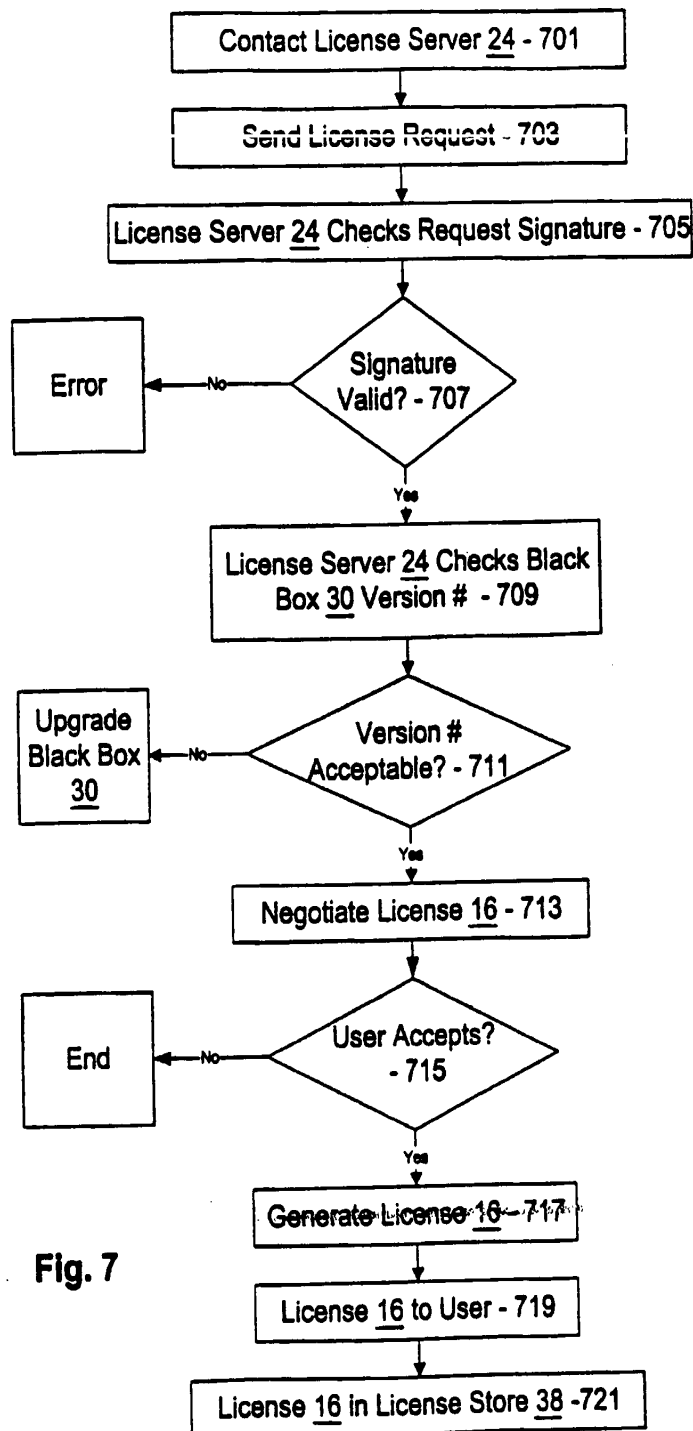 Contact License Server 24 - 701
Send License Request - 703
License Server 24 Checks Request Signature - 705
Signature
Valid? - 707
No
Error
Yes
License Server 24 Checks Black
Box 30 Version # - 709
Version #
Acceptable? - 711
No
Upgrade
Black Box
30
Yes
Negotiate License 16 - 713
User Accepts?
- 715
No
End
Yes
Generate License 16 - 717
License 16 to User - 719
License 16 in License Store 38 -721
Fig. 7